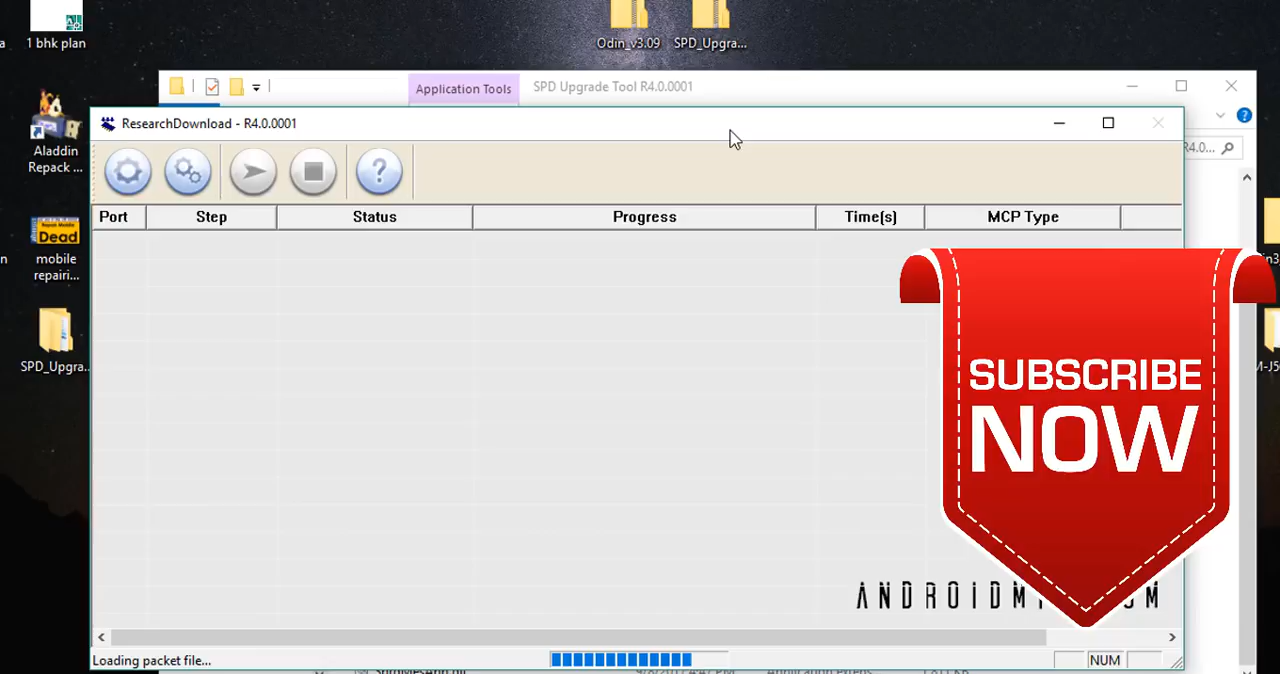 1 bhk plan
Odin_v3.09
SPD_Upgra...
Application Tools
SPD Upgrade Tool R4.0.0001
ResearchDownload - R4.0.0001
R4.0...
Aladdin
Repack ...
Port
Step
Status
Progress
Time(s)
MCP Type
Dead
mobile
repairi...
SPD_Upgra..
SUBSCRIBE
NOW
Loading packet file...
NUM